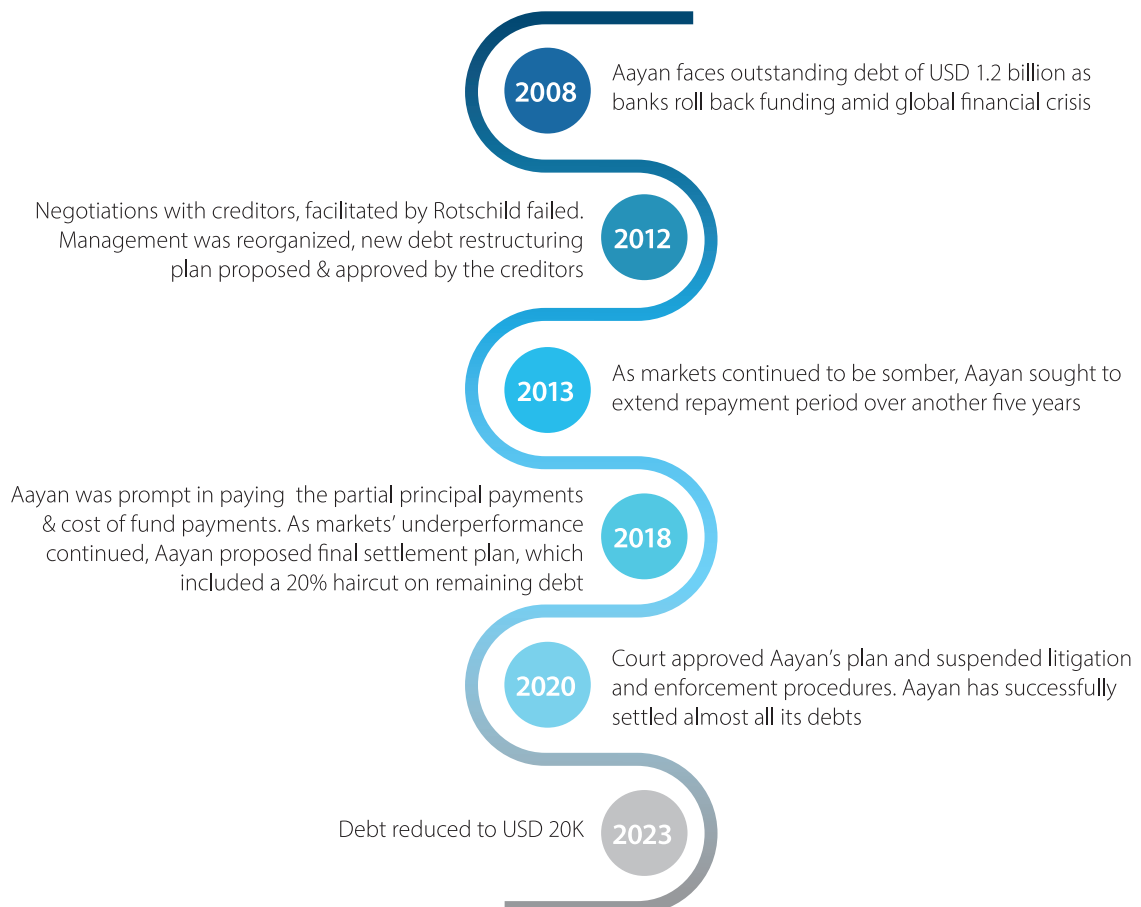 2008
Aayan faces outstanding debt of USD 1.2 billion as
banks roll back funding amid global financial crisis
Negotiations with creditors, facilitated by Rotschild failed.
Management was reorganized, new debt restructuring
plan proposed & approved by the creditors
2012
2013
As markets continued to be somber, Aayan sought to
extend repayment period over another five years
Aayan was prompt in paying the partial principal payments
& cost of fund payments. As markets’ underperformance
continued, Aayan proposed final settlement plan, which
included a 20% haircut on remaining debt
2018
2020
Court approved Aayan’s plan and suspended litigation
and enforcement procedures. Aayan has successfully
settled almost all its debts
Debt reduced to USD 20K
2023